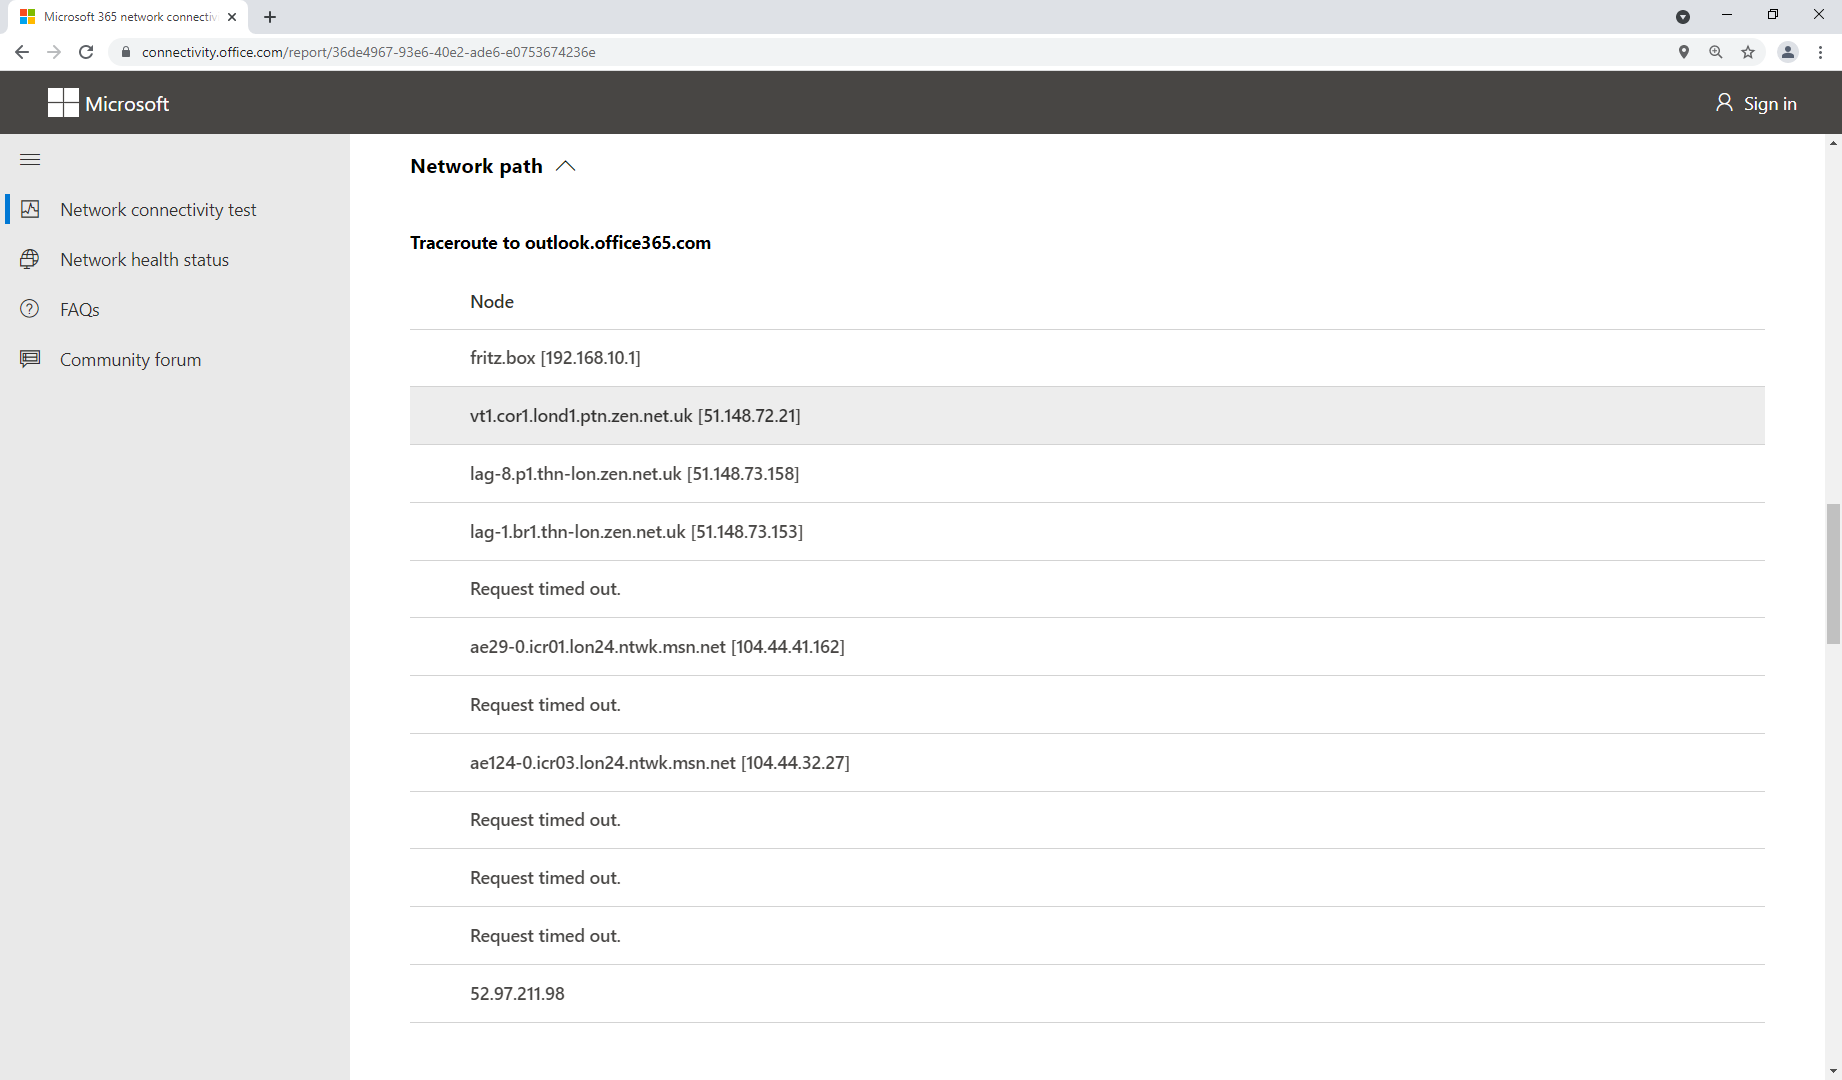 Microsoft 365 network connectiv
connectivity.office.com/report/36de4967-93e6-40e2-ade6-e0753674236e
Microsoft
Sign in
Network connectivity test
Network health status
FAQs
Community forum
Network path
Traceroute to outlook.office365.com
Node
fritz.box [192.168.10.1]
vt1.cor1.lond1.ptn.zen.net.uk [51.148.72.21]
lag-8.p1.thn-lon.zen.net.uk [51.148.73.158]
lag-1.br1.thn-lon.zen.net.uk [51.148.73.153]
Request timed out.
ae29-0.icr01.lon24.ntwk.msn.net [104.44.41.162]
Request timed out.
ae124-0.icr03.lon24.ntwk.msn.net [104.44.32.27]
Request timed out.
Request timed out.
Request timed out.
52.97.211.98